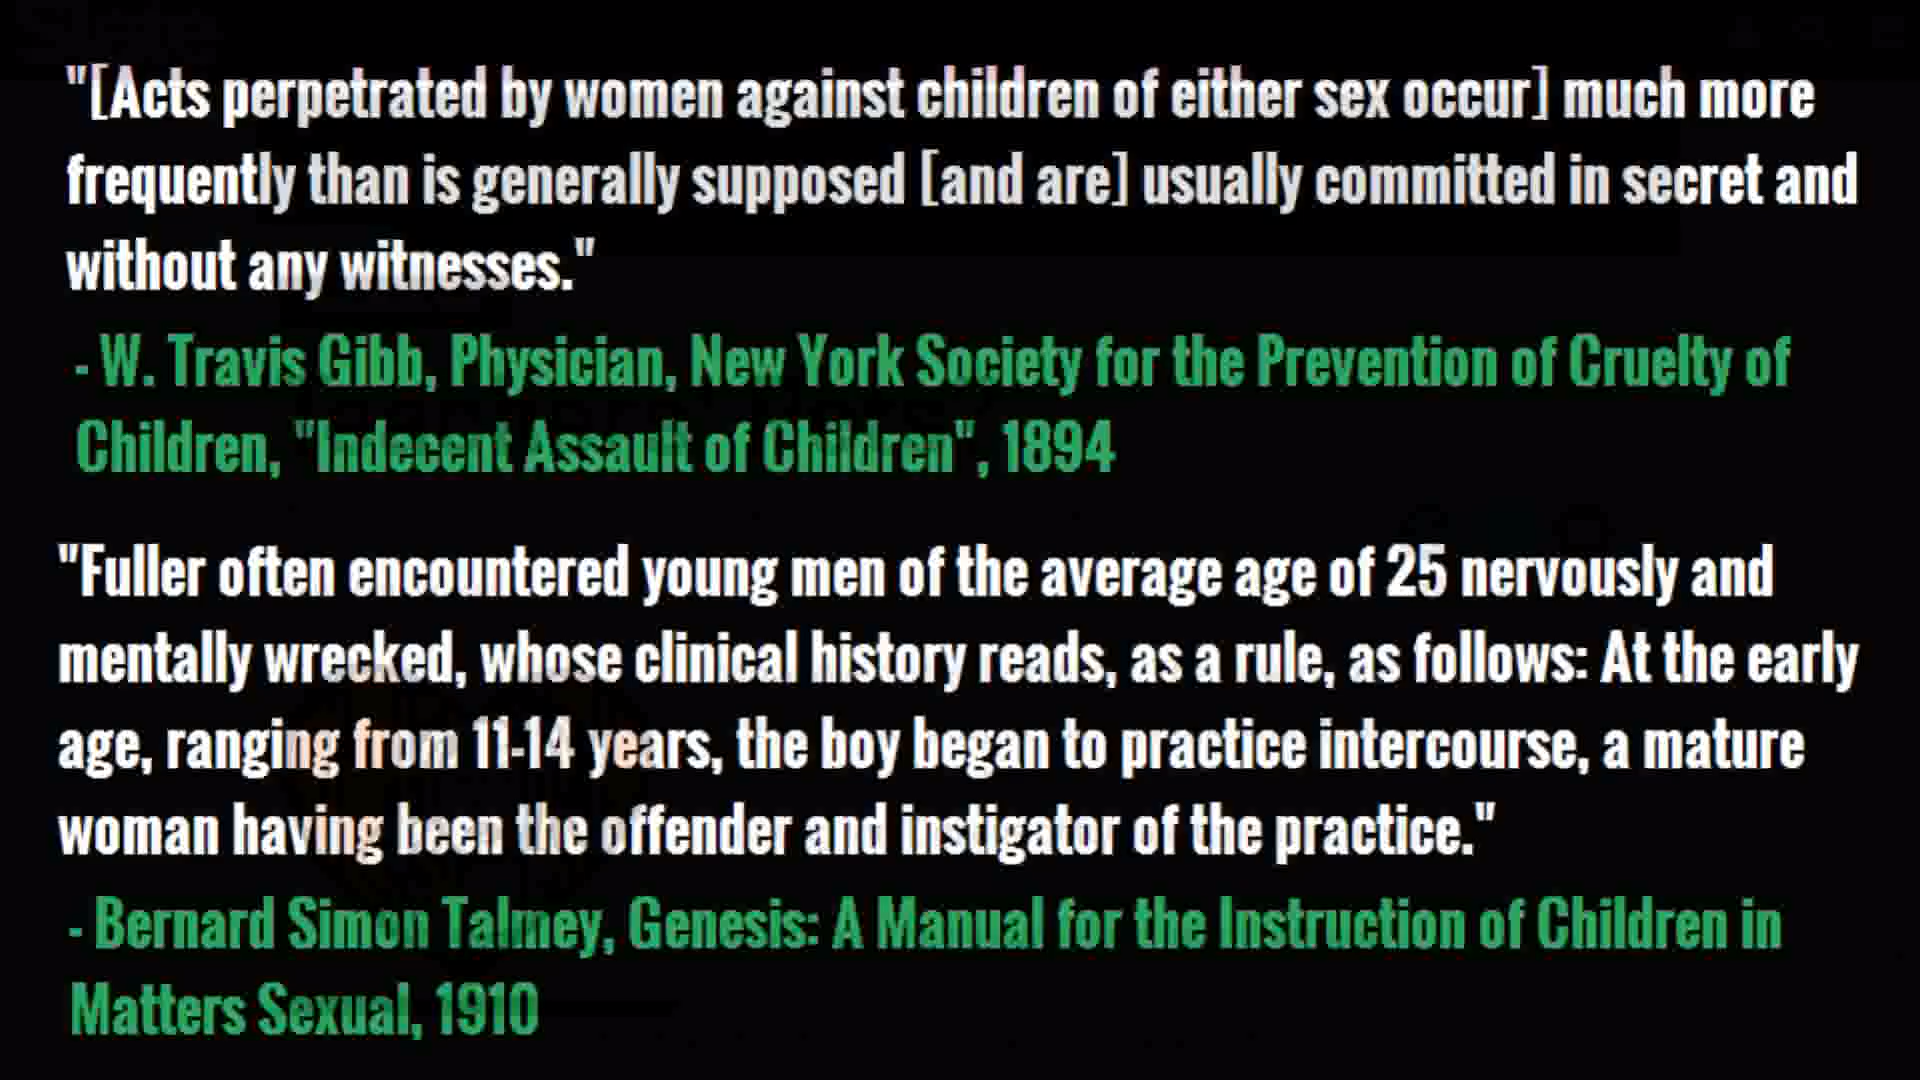 "[Acts perpetrated by women against children of either sex occur] much more
frequently than is generally supposed [and are] usually committed in secret and
without any witnesses."
- W. Travis Gibb, Physician, New York Society for the Prevention of Cruelty of
Children, "Indecent Assault of Children", 1894
"Fuller often encountered young men of the average age of 25 nervously and
mentally wrecked, whose clinical history reads, as a rule, as follows: At the early
age, ranging from 11-14 years, the boy began to practice intercourse, a mature
woman having been the offender and instigator of the practice."
- Bernard Simon Talmey, Genesis: A Manual for the Instruction of Children in
Matters Sexual, 1910